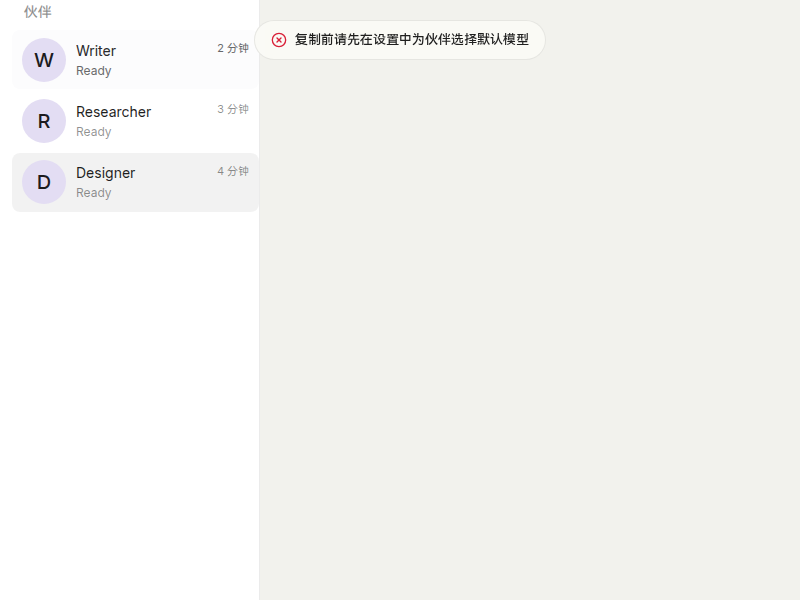 伙伴
W
Writer
2 分钟
Ready
R
Researcher
3 分钟
Ready
D
Designer
4 分钟
Ready
复制前请先在设置中为伙伴选择默认模型